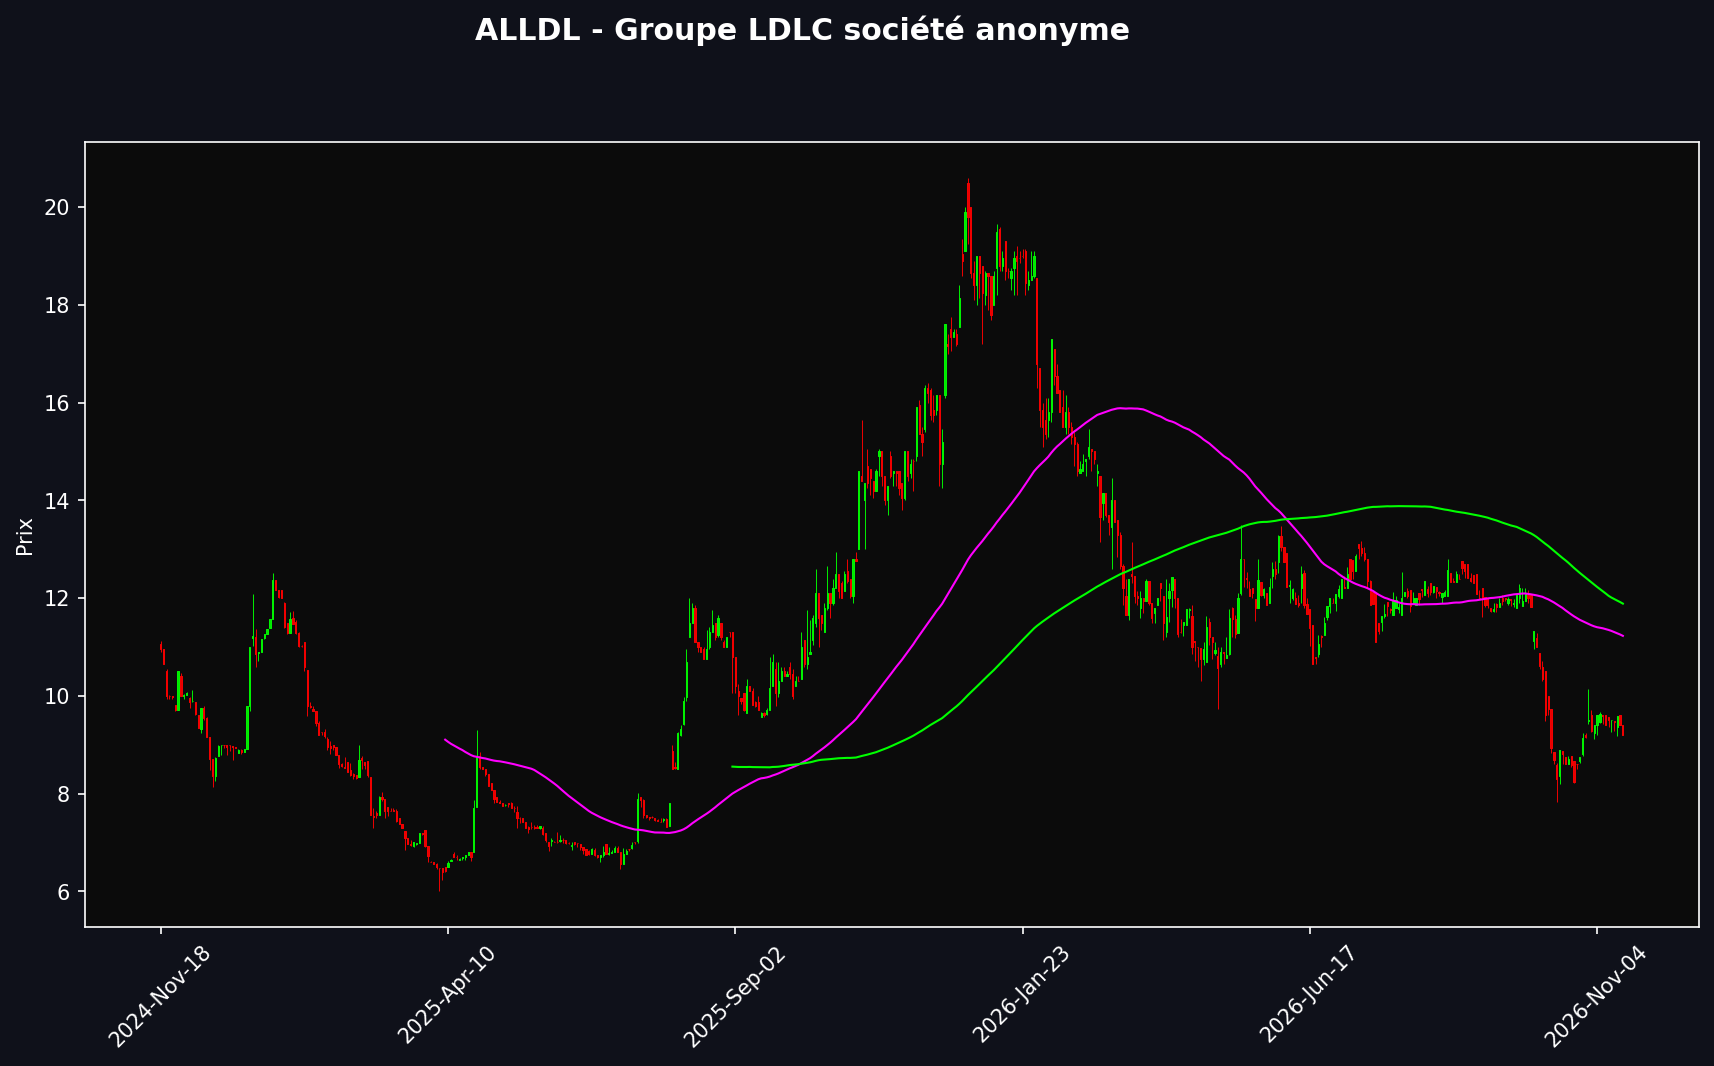 ALLDL - Groupe LDLC société anonyme
Prix
20
18
16
14
12
10
8
6
2024-Nov-18
2025-Apr-10
2025-Sep-02
2026-Jan-23
2026-Jun-17
2026-Nov-04